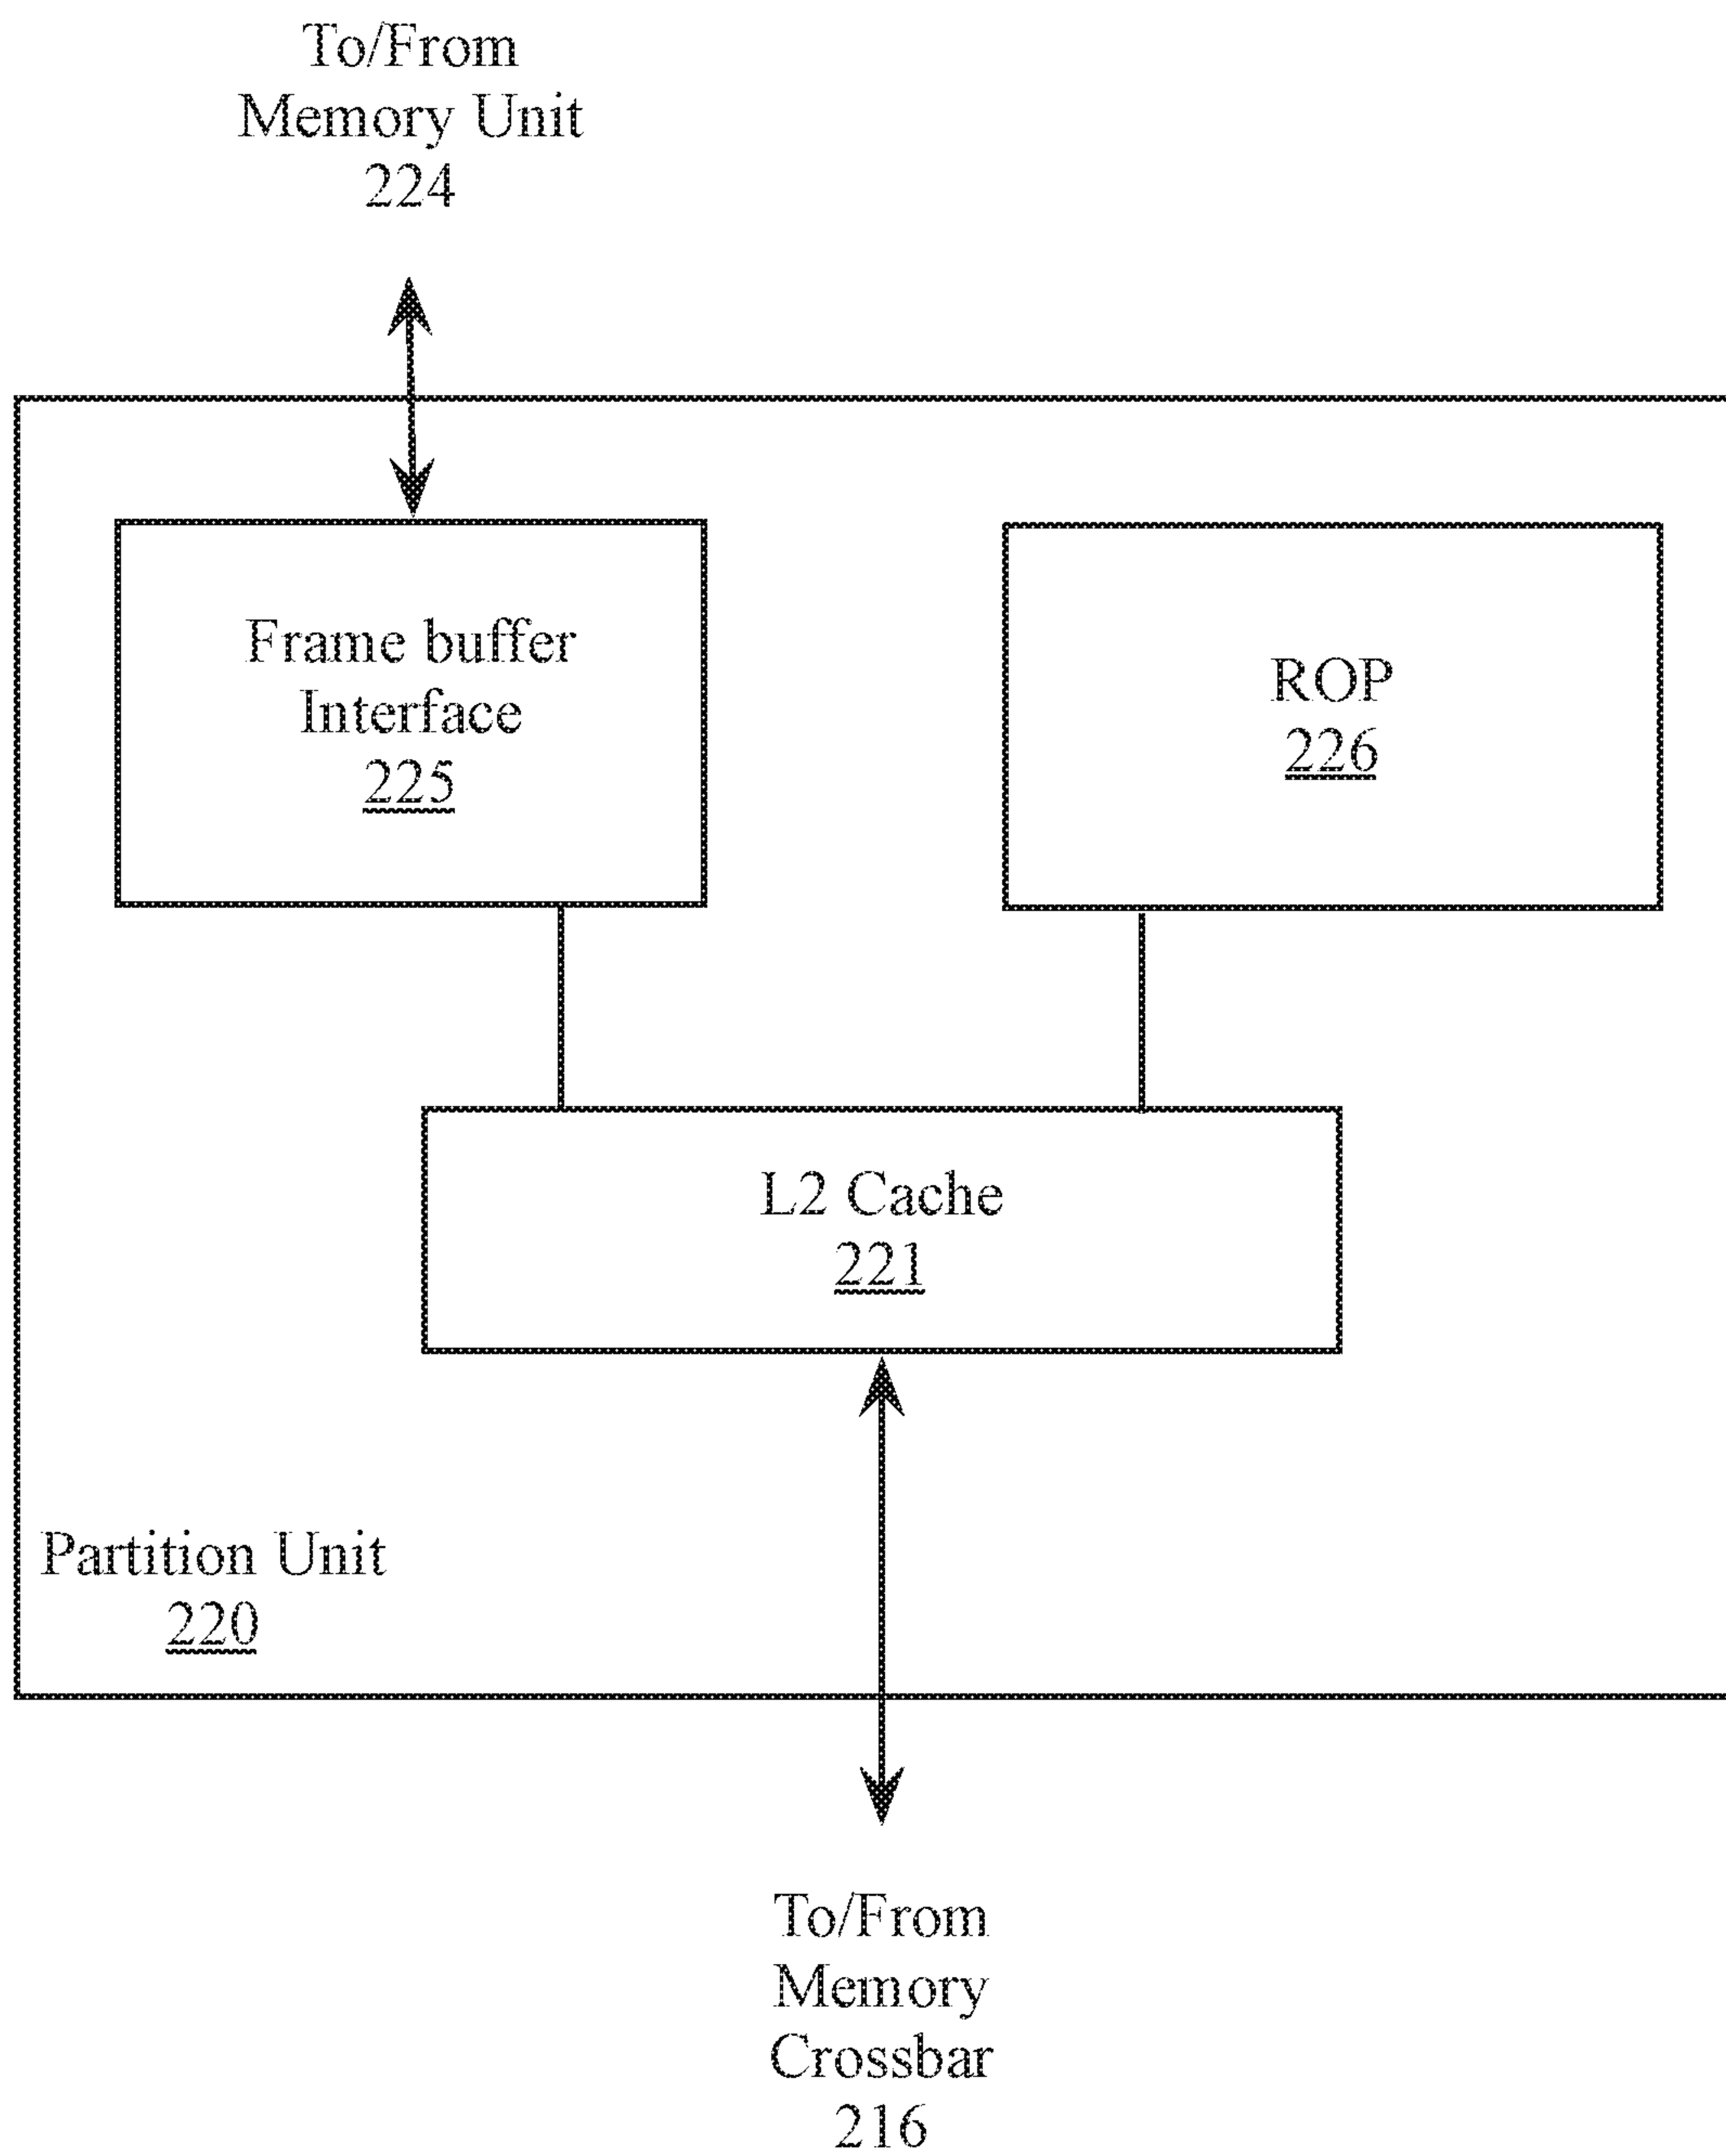 To/From
Memory Unit
224
Frame buffer
Interface
225
ROP
226
L2 Cache
221
Partition Unit
220
To/From
Memory
Crossbar
216